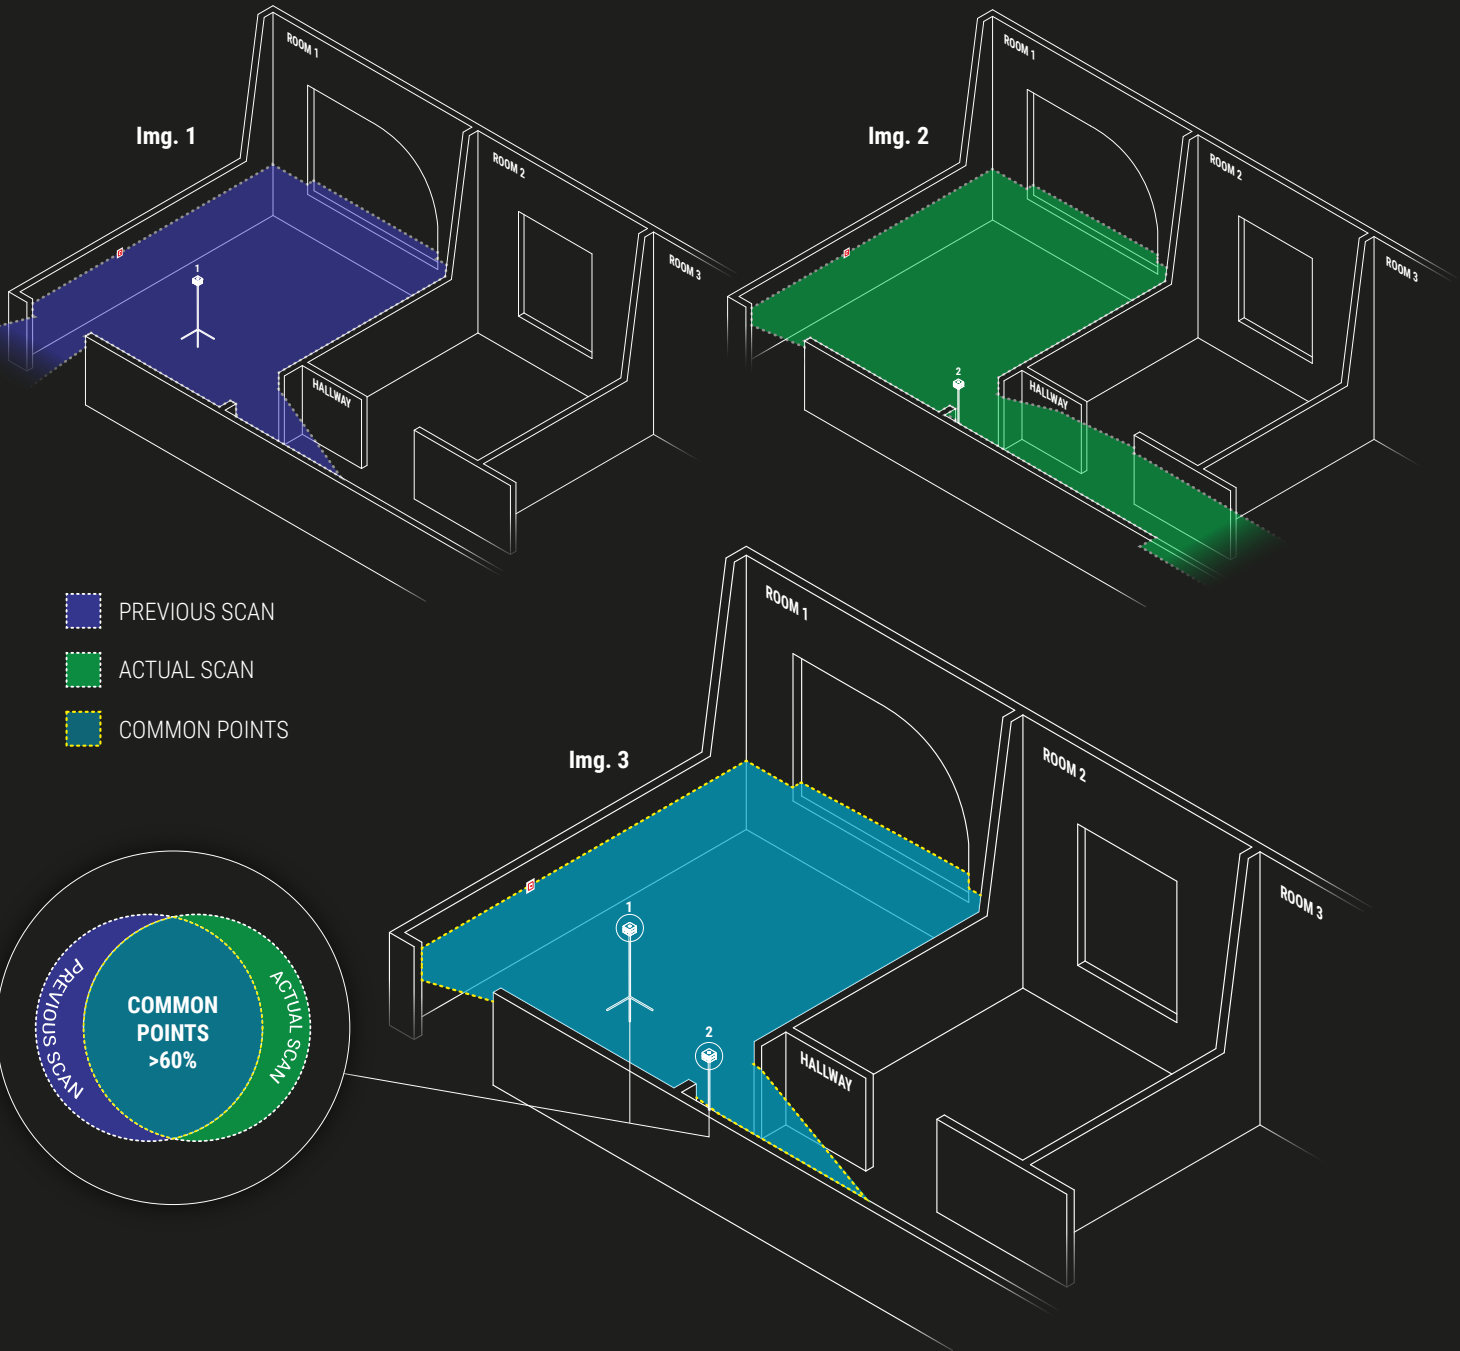 ROOM 1
Img. 1
ROOM 2
1
ROOM 3
HALLWAY
ROOM 1
Img. 2
ROOM 2
ROOM 3
2
HALLWAY
PREVIOUS SCAN
ACTUAL SCAN
COMMON POINTS
ROOM 1
Img. 3
ROOM 2
ROOM 3
1
2
HALLWAY
PREVIOUS SCAN
COMMON
POINTS
>60%
ACTUAL SCAN